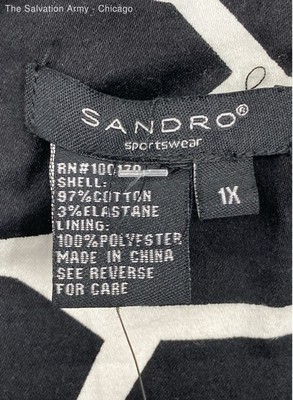 The Salvation Army - Chicago
SANDRO®
sportswear
1X
SHELL:
97%COTTON
3%ELASTANE
LINING:
100%POLYESTER
MADE IN CHINA
SEE REVERSE
FOR CARE